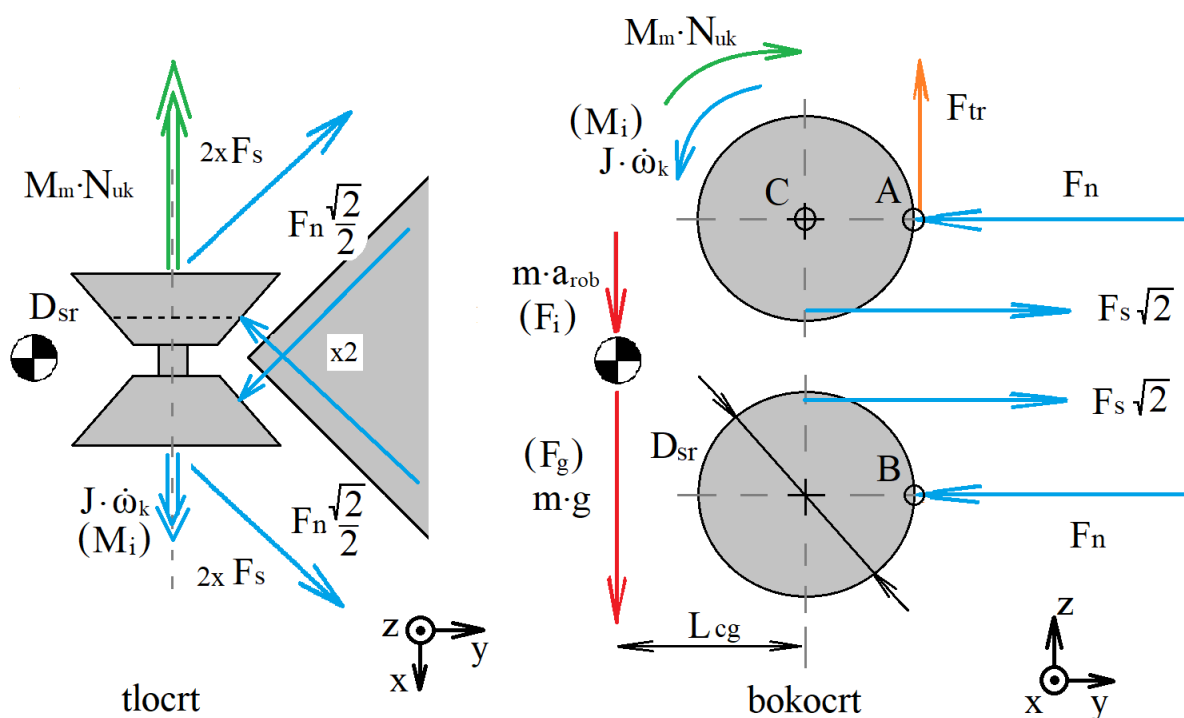 Mm·Nuk
2xFs
Fn√2/2
Dsr
x2
J·ω̇k
(Mi)
Fn√2/2
2x Fs
z
y
x
tlocrt
Mm·Nuk
(Mi)
J·ω̇k
Ftr
C
A
Fn
m·arob
(Fi)
Fs√2
Fs√2
(Fg)
m·g
Dsr
B
Fn
Lcg
z
x
y
bokocrt